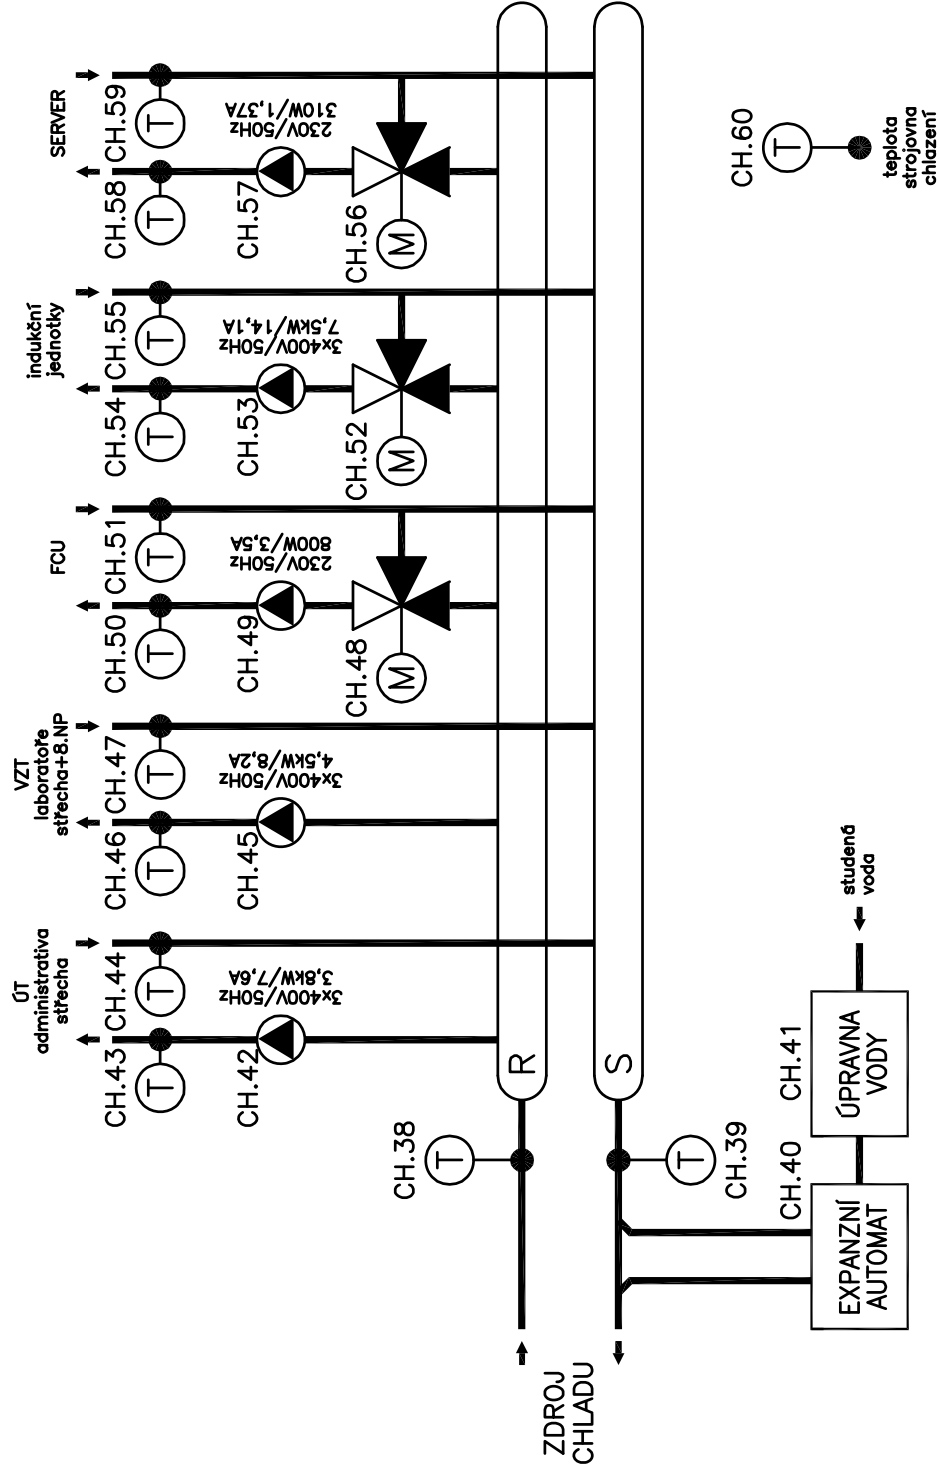 ÚT
administrativa
střecha
VZT
laboratoře
střecha+8.NP
FCU
indukční
jednotky
SERVER
CH.43
CH.44
CH.46
CH.47
CH.50
CH.51
CH.54
CH.55
CH.58
CH.59
T
T
T
T
T
T
T
T
T
T
CH.42
3x400V/50Hz
3,8kW/7,6A
CH.45
3x400V/50Hz
4,5kW/8,2A
CH.49
230V/50Hz
800W/3,5A
CH.53
3x400V/50Hz
7,5kW/14,1A
CH.57
230V/50Hz
310W/1,37A
CH.48
M
CH.52
M
CH.56
M
CH.38
T
R
S
ZDROJ
CHLADU
T
CH.39
CH.40
EXPANZNÍ
AUTOMAT
CH.41
ÚPRAVNA
VODY
studená
voda
CH.60
T
teplota
strojovna
chlazení